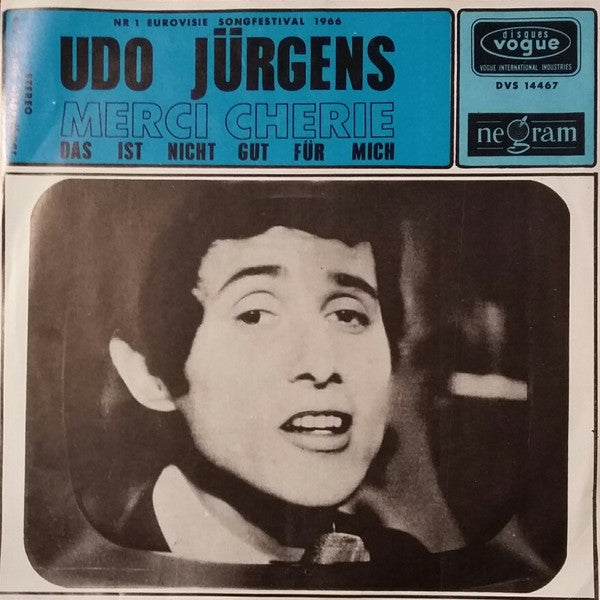 NR 1 EUROVISIE SONGFESTIVAL 1966
UDO JÜRGENS
MERCI CHERIE
DAS IST NICHT GUT FÜR MICH
STEREO
disques
vogue
VOGUE INTERNATIONAL INDUSTRIES
DVS 14467
negram